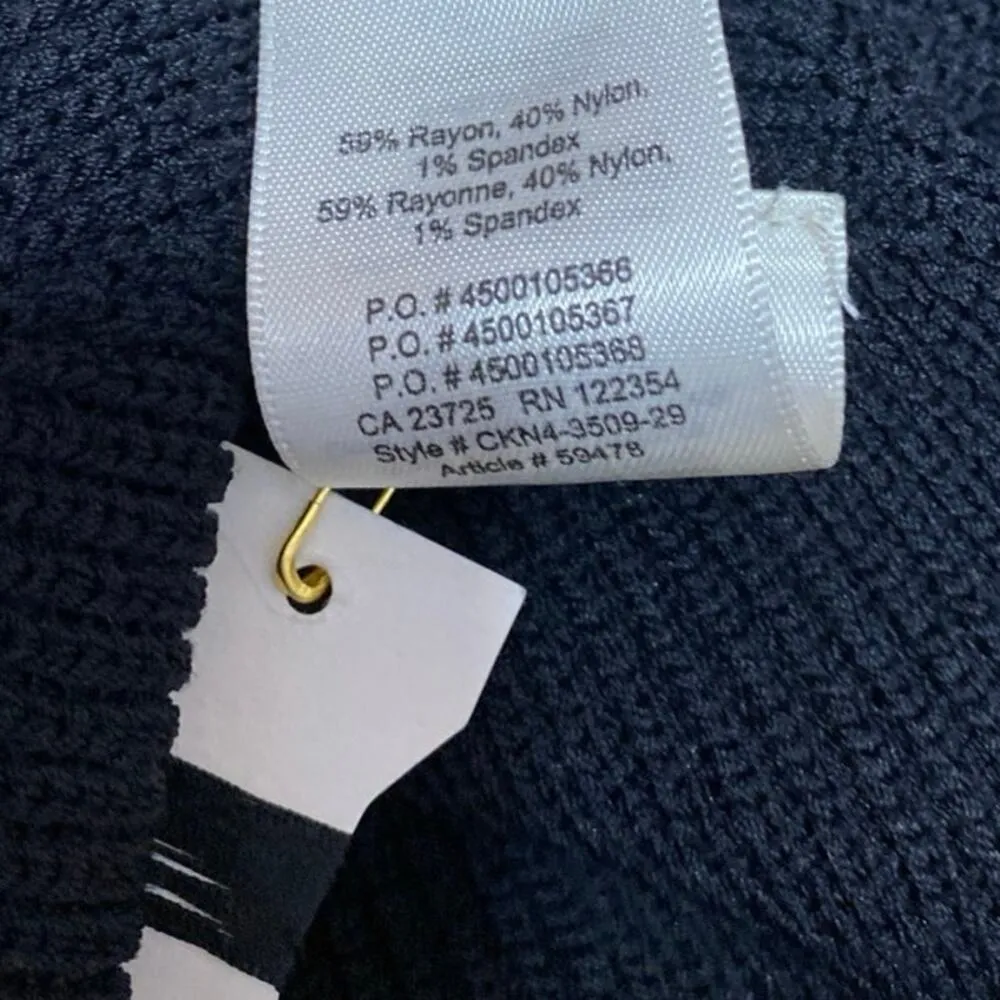 59% Rayon, 40% Nylon,
1% Spandex
59% Rayonne, 40% Nylon,
1% Spandex
P.O. # 4500105366
P.O. # 4500105367
P.O. # 4500105368
CA 23725 RN 122354
Style # CKN4-3509-29
Article # 59478